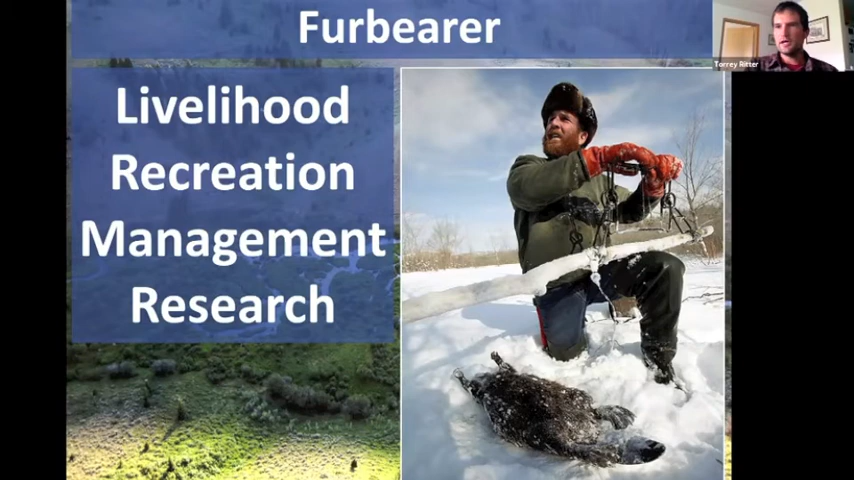 Furbearer
Torrey Ritter
Livelihood
Recreation
Management
Research